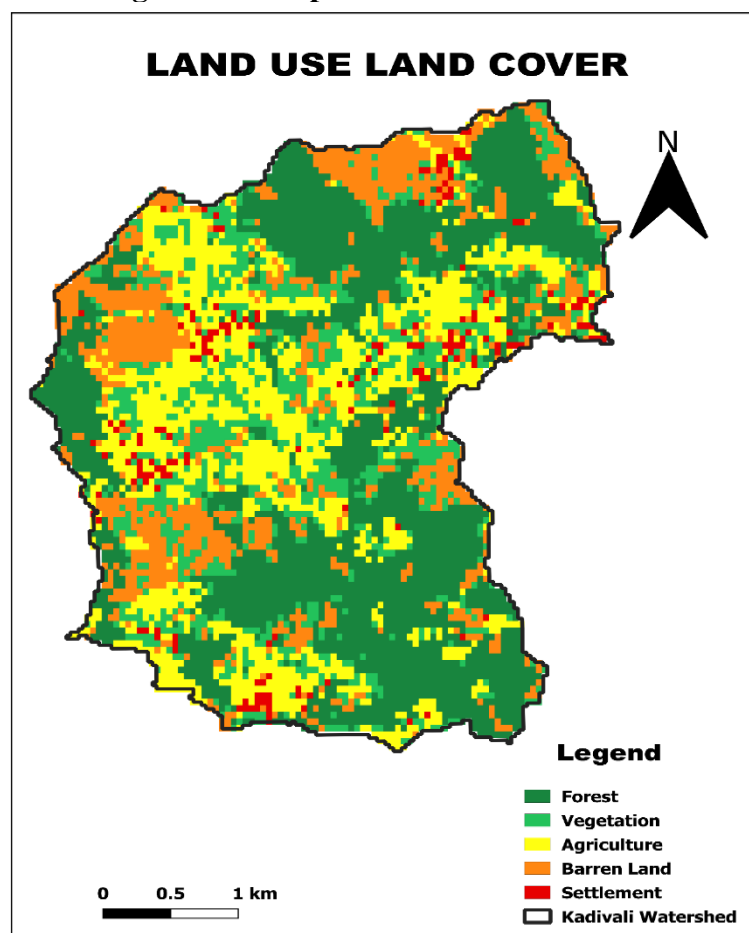 LAND USE LAND COVER
N
Legend
Forest
Vegetation
Agriculture
Barren Land
Settlement
Kadivali Watershed
0 0.5 1 km